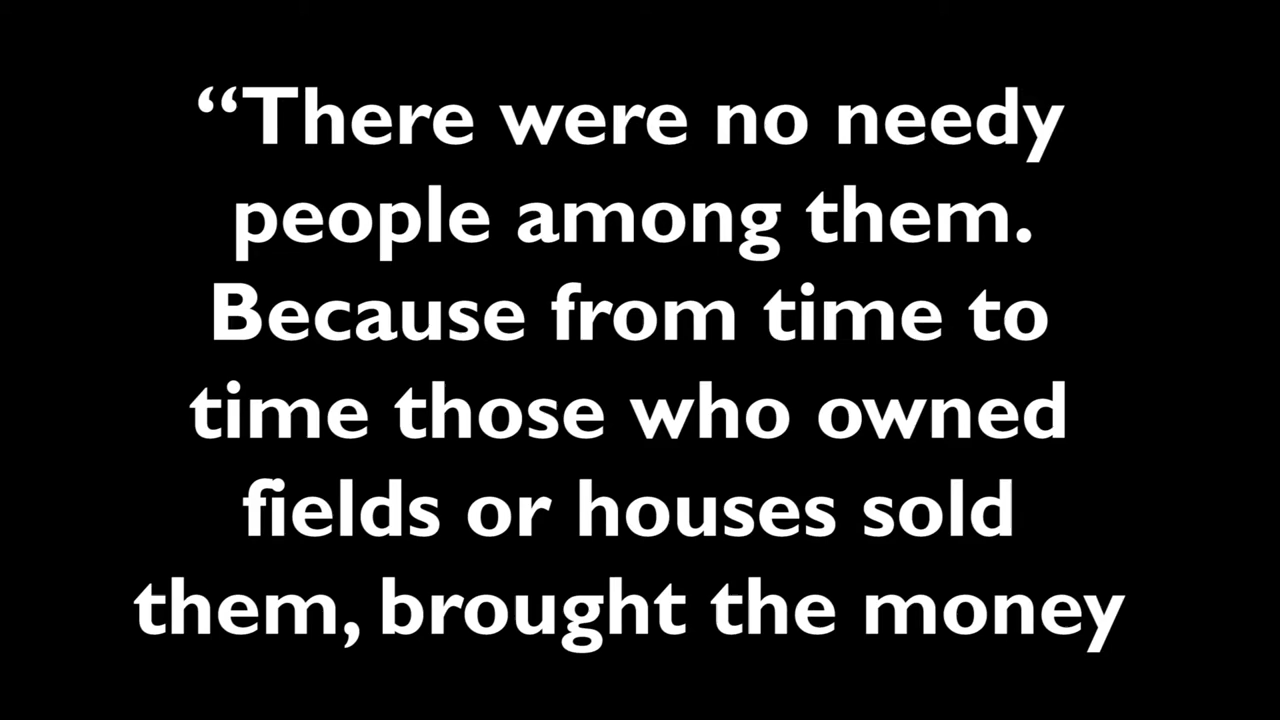 “There were no needy
people among them.
Because from time to
time those who owned
fields or houses sold
them, brought the money